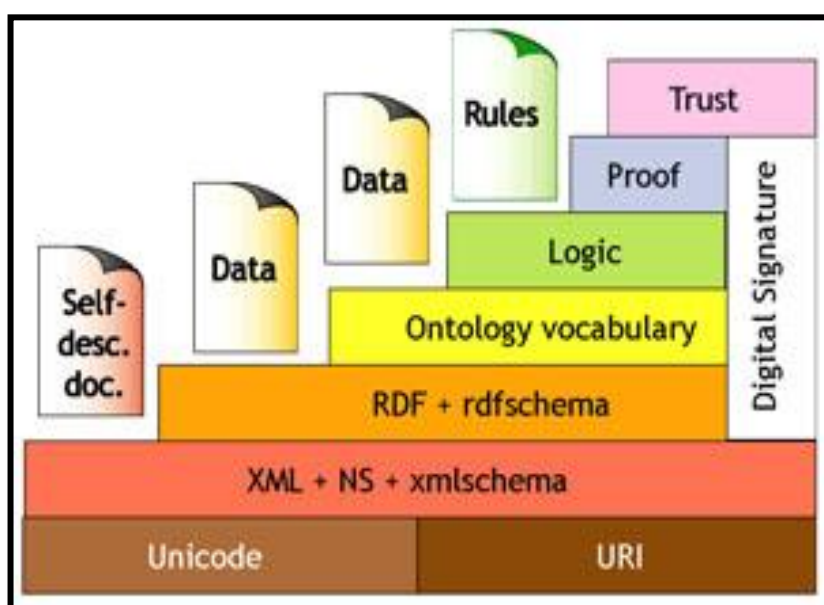 Rules
Trust
Data
Proof
Data
Logic
Self-
desc.
doc.
Ontology vocabulary
Digital Signature
RDF + rdfschema
XML + NS + xmlschema
Unicode
URI